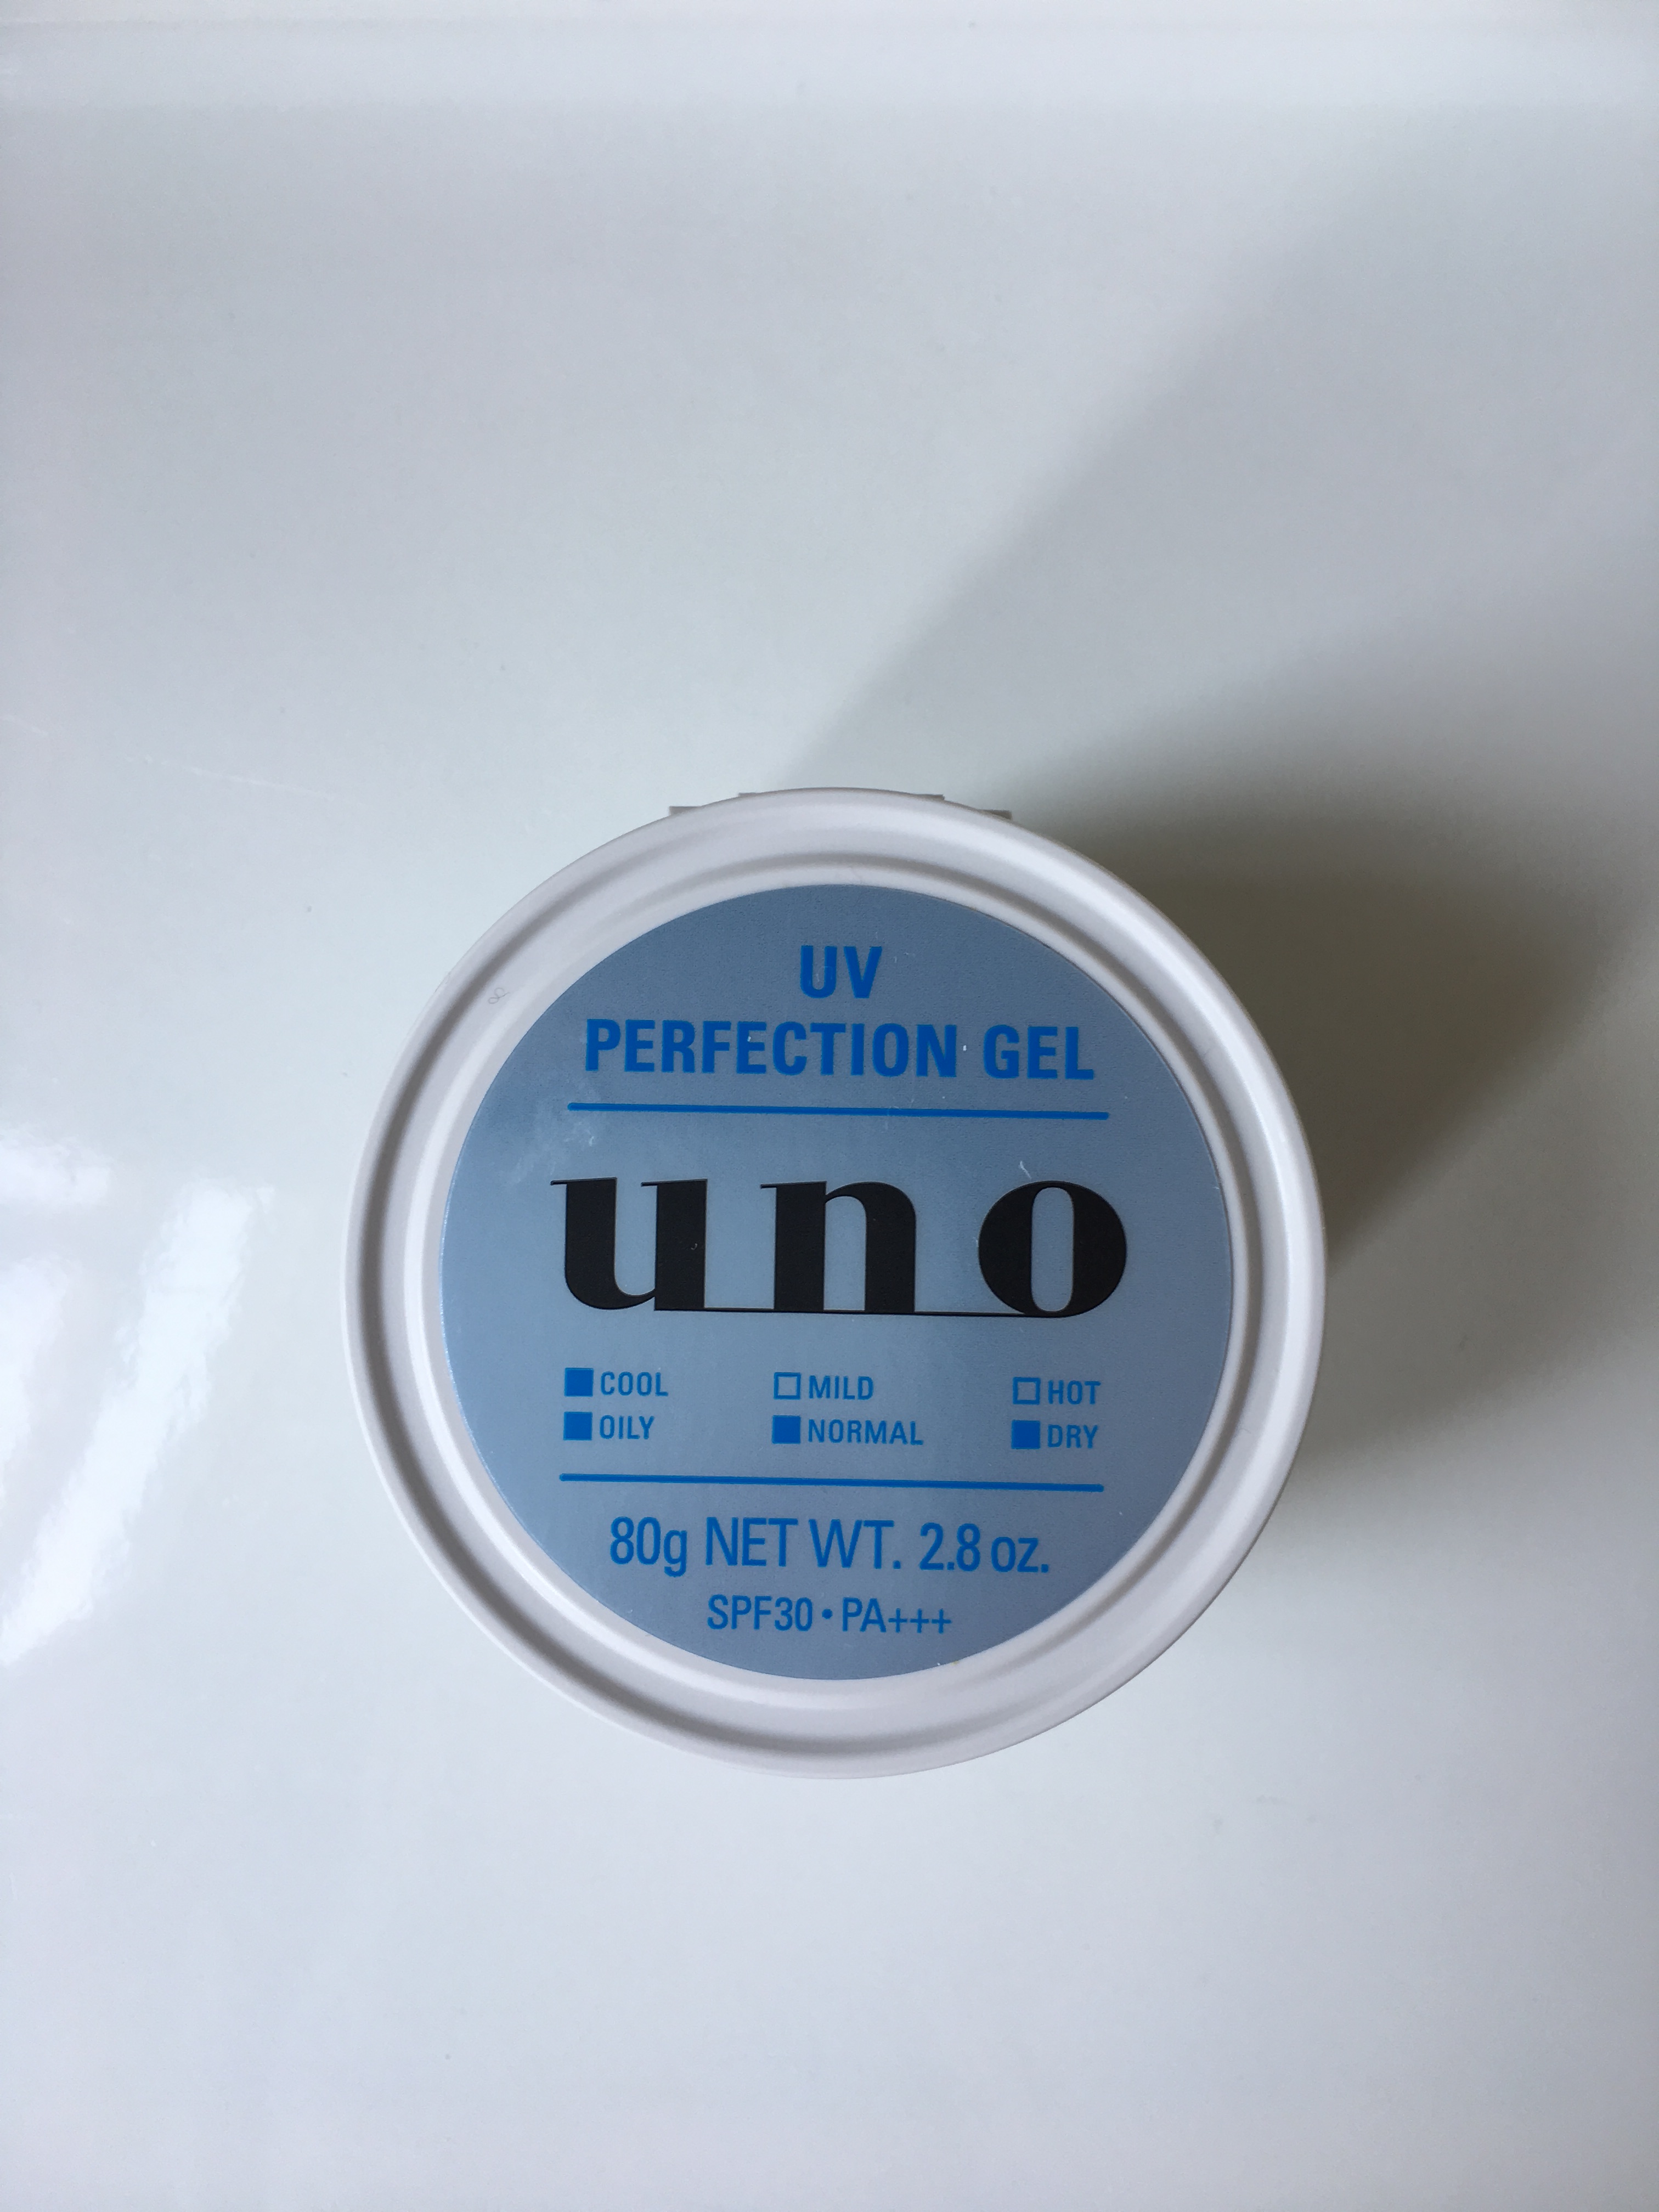 UV
PERFECTION GEL
uno
■COOL □MILD □HOT
■OILY ■NORMAL ■DRY
80g NET WT. 2.8 oz.
SPF30・PA+++